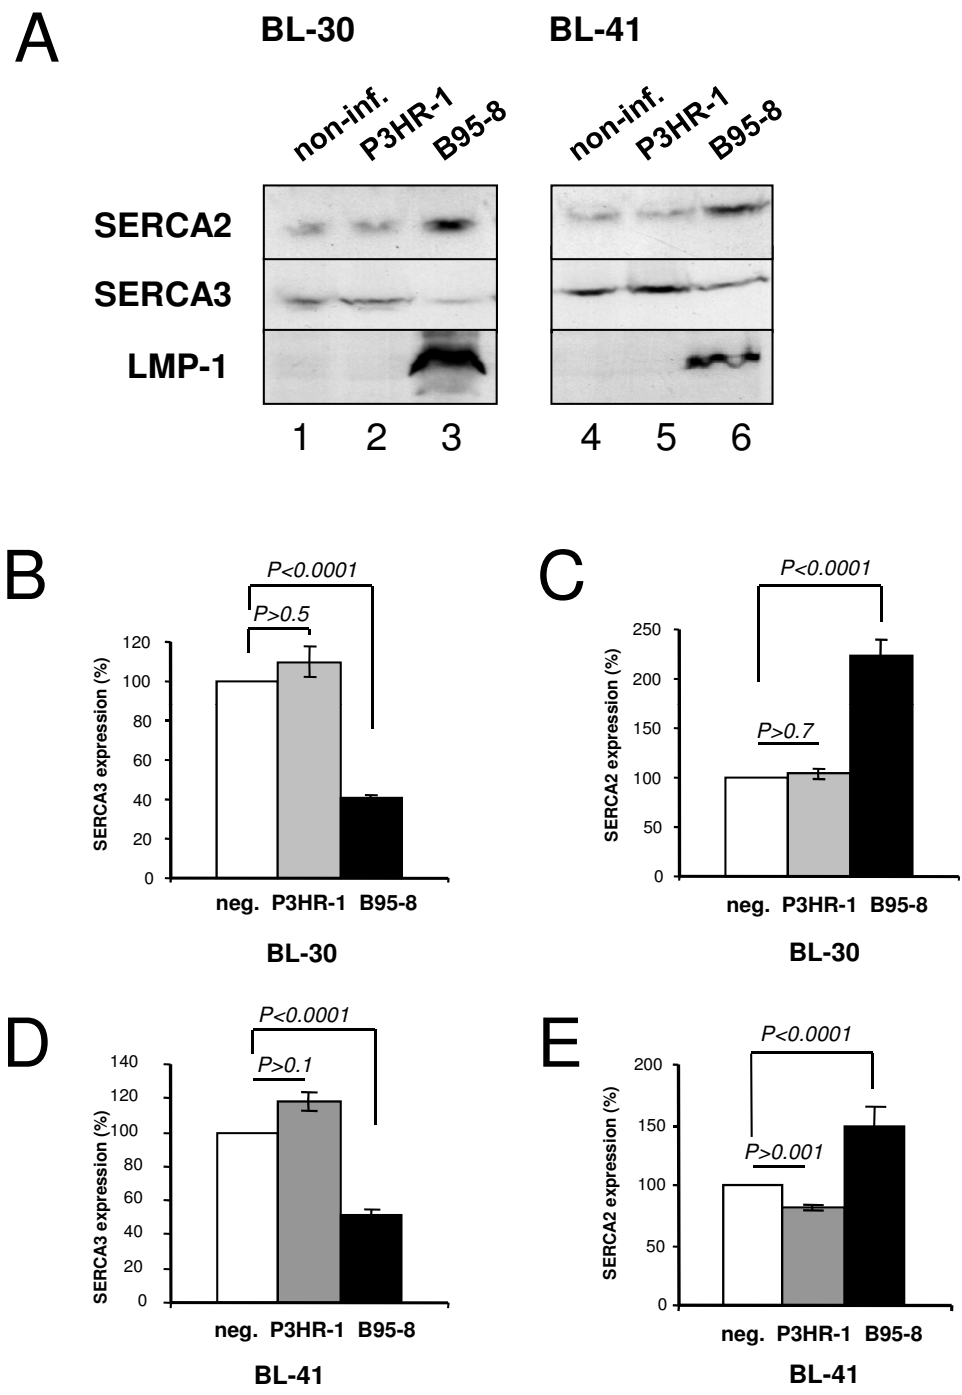 A
BL-30 BL-41
non-inf. P3HR-1 B95-8 non-inf. P3HR-1 B95-8
SERCA2
SERCA3
LMP-1
1 2 3 4 5 6
B
P<0.0001
P>0.5
SERCA3 expression (%)
120
100
80
60
40
20
0
neg. P3HR-1 B95-8
BL-30
C
P<0.0001
P>0.7
SERCA2 expression (%)
250
200
150
100
50
0
neg. P3HR-1 B95-8
BL-30
D
P<0.0001
P>0.1
SERCA3 expression (%)
140
120
100
80
60
40
20
0
neg. P3HR-1 B95-8
BL-41
E
P<0.0001
P>0.001
SERCA2 expression (%)
200
150
100
50
0
neg. P3HR-1 B95-8
BL-41